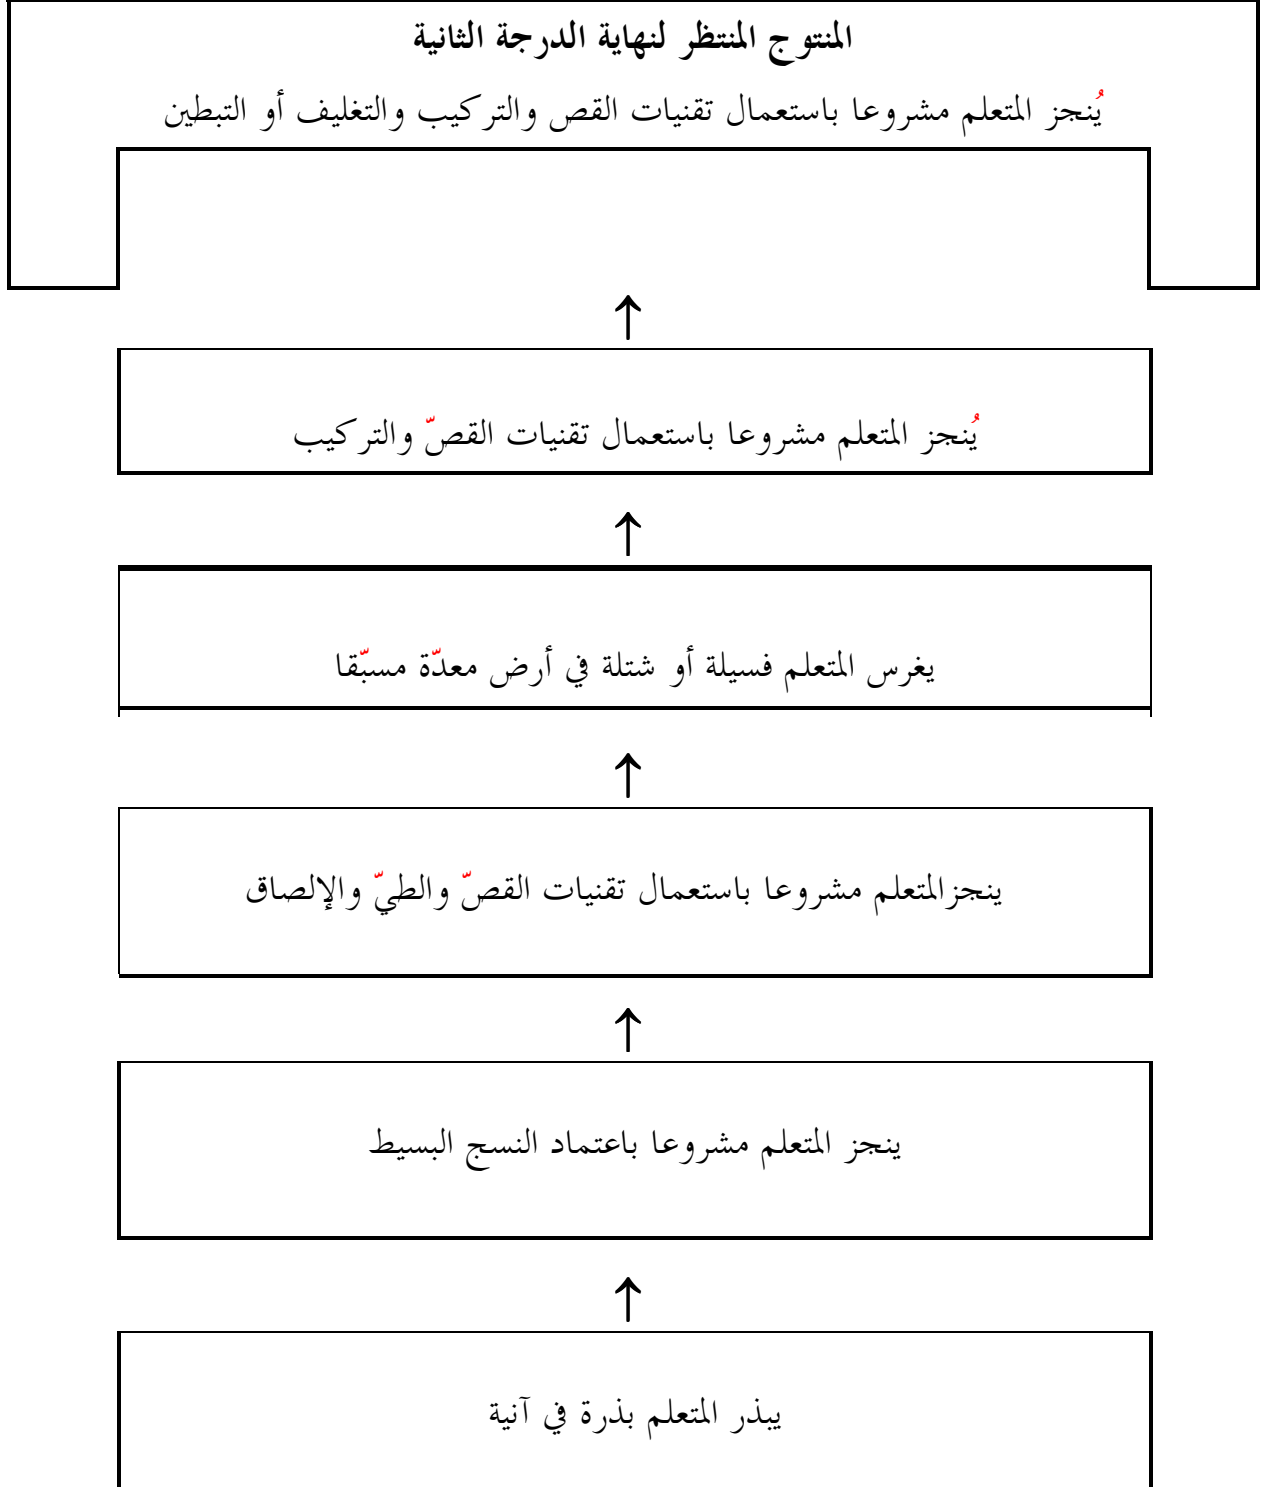 المنتوج المنتظر لنهاية الدرجة الثانية
يُنجز المتعلم مشروعا باستعمال تقنيات القص والتركيب والتغليف أو التبطين
↑
يُنجز المتعلم مشروعا باستعمال تقنيات القصّ والتركيب
↑
يغرس المتعلم فسيلة أو شتلة في أرض معدّة مسبّقا
↑
ينجزالمتعلم مشروعا باستعمال تقنيات القصّ والطيّ والإلصاق
↑
ينجز المتعلم مشروعا باعتماد النسج البسيط
↑
يبذر المتعلم بذرة في آنية